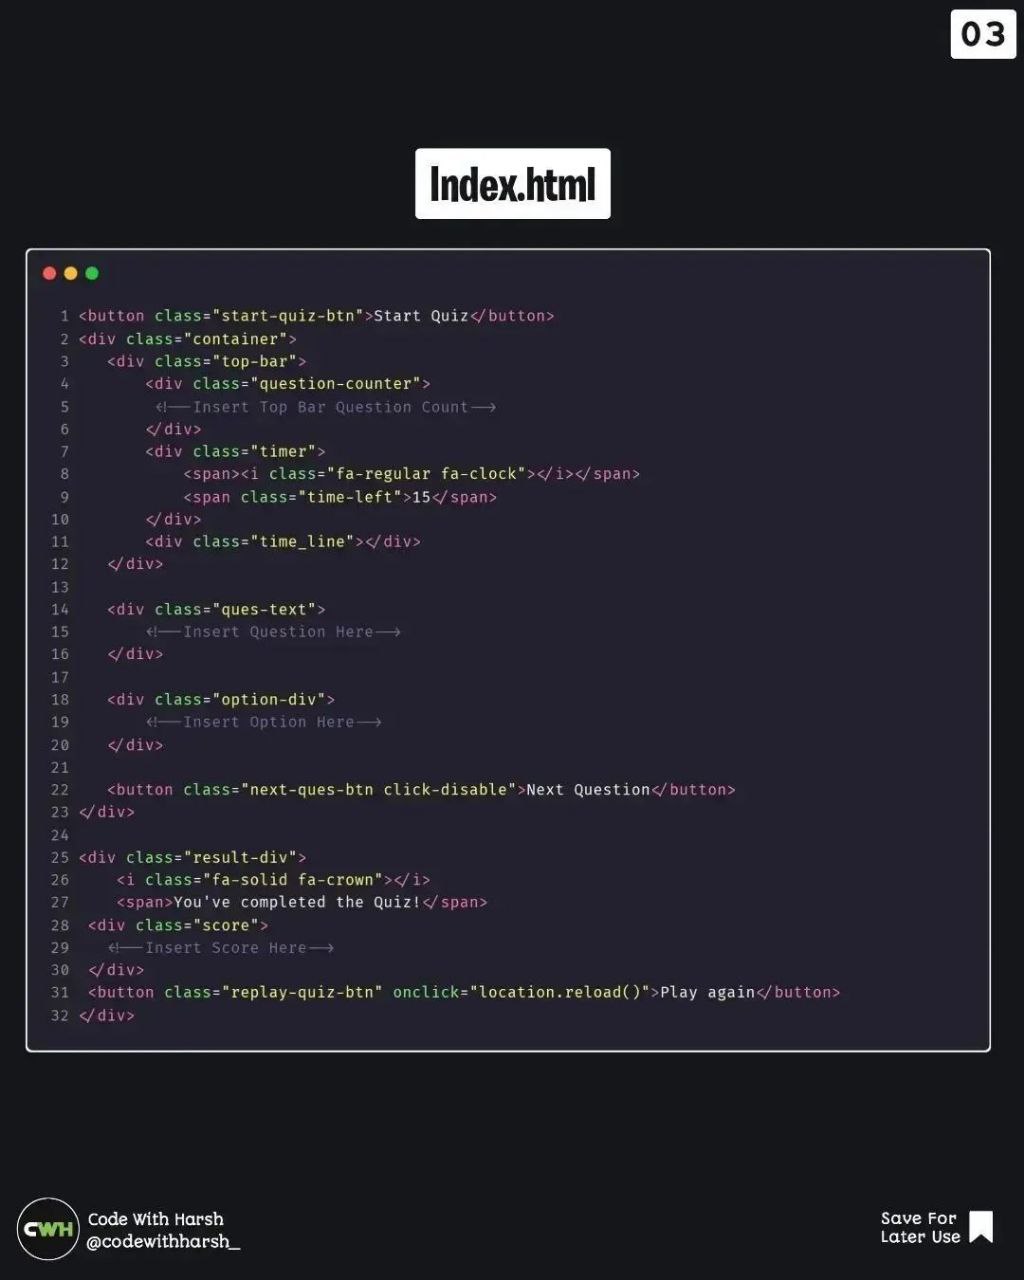 03
Index.html
1 <button class="start-quiz-btn">Start Quiz</button>
2 <div class="container">
3    <div class="top-bar">
4        <div class="question-counter">
5         <!--Insert Top Bar Question Count-->
6        </div>
7        <div class="timer">
8            <span><i class="fa-regular fa-clock"></i></span>
9            <span class="time-left">15</span>
10        </div>
11        <div class="time_line"></div>
12    </div>
13
14    <div class="ques-text">
15        <!--Insert Question Here-->
16    </div>
17
18    <div class="option-div">
19        <!--Insert Option Here-->
20    </div>
21
22    <button class="next-ques-btn click-disable">Next Question</button>
23 </div>
24
25 <div class="result-div">
26     <i class="fa-solid fa-crown"></i>
27     <span>You've completed the Quiz!</span>
28  <div class="score">
29    <!--Insert Score Here-->
30  </div>
31  <button class="replay-quiz-btn" onclick="location.reload()">Play again</button>
32 </div>
CWH
Code With Harsh
@codewithharsh_
Save For
Later Use